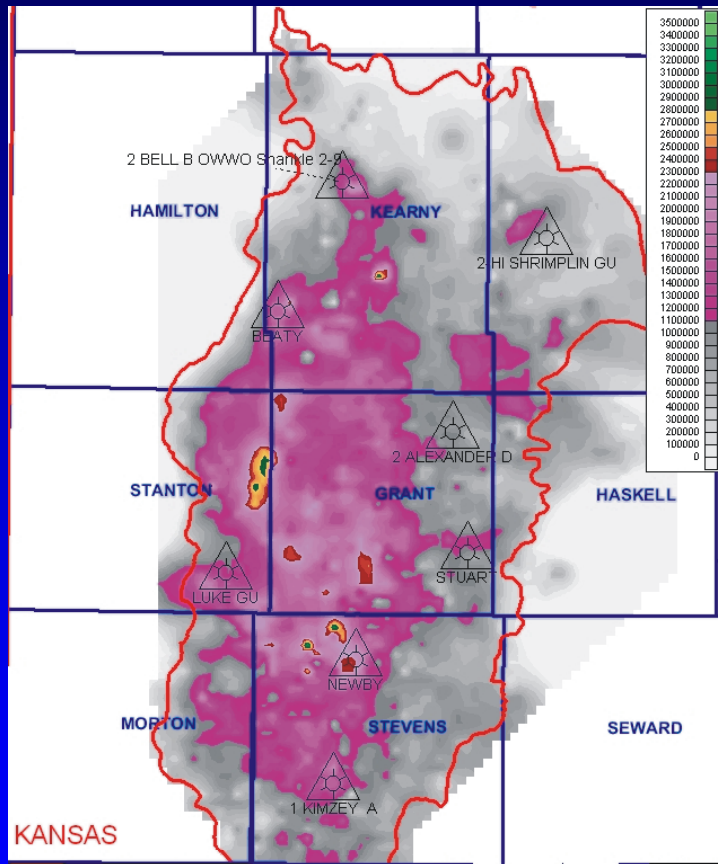 3500000
3400000
3300000
3200000
3100000
3000000
2900000
2800000
2700000
2600000
2500000
2400000
2300000
2200000
2100000
2000000
1900000
1800000
1700000
1600000
1500000
1400000
1300000
1200000
1100000
1000000
900000
800000
700000
600000
500000
400000
300000
200000
100000
0
2 BELL B OWWO Shankle 2-9
HAMILTON
KEARNY
2-HI SHRIMPLIN GU
BEATY
2 ALEXANDER D
STANTON
GRANT
HASKELL
STUART
LUKE GU
NEWBY
MORTON
STEVENS
SEWARD
1 KIMZEY A
KANSAS